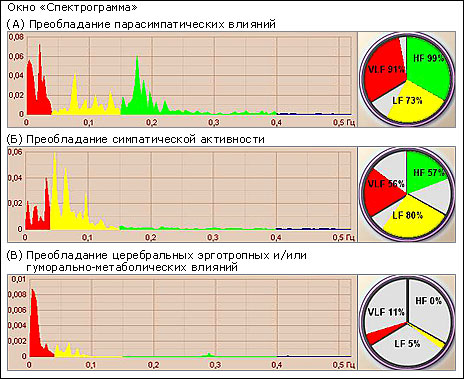 Окно «Спектрограмма»
(А) Преобладание парасимпатических влияний
0,08
0,06
0,04
0,02
0
0 0,1 0,2 0,3 0,4 0,5 Гц
VLF 91%
HF 99%
LF 73%
(Б) Преобладание симпатической активности
0,06
0,04
0,02
0
0 0,1 0,2 0,3 0,4 0,5 Гц
VLF 56%
HF 57%
LF 80%
(В) Преобладание церебральных эрготропных и/или
гуморально-метаболических влияний
0,01
0,008
0,006
0,004
0,002
0
0 0,1 0,2 0,3 0,4 0,5 Гц
HF 0%
VLF 11%
LF 5%